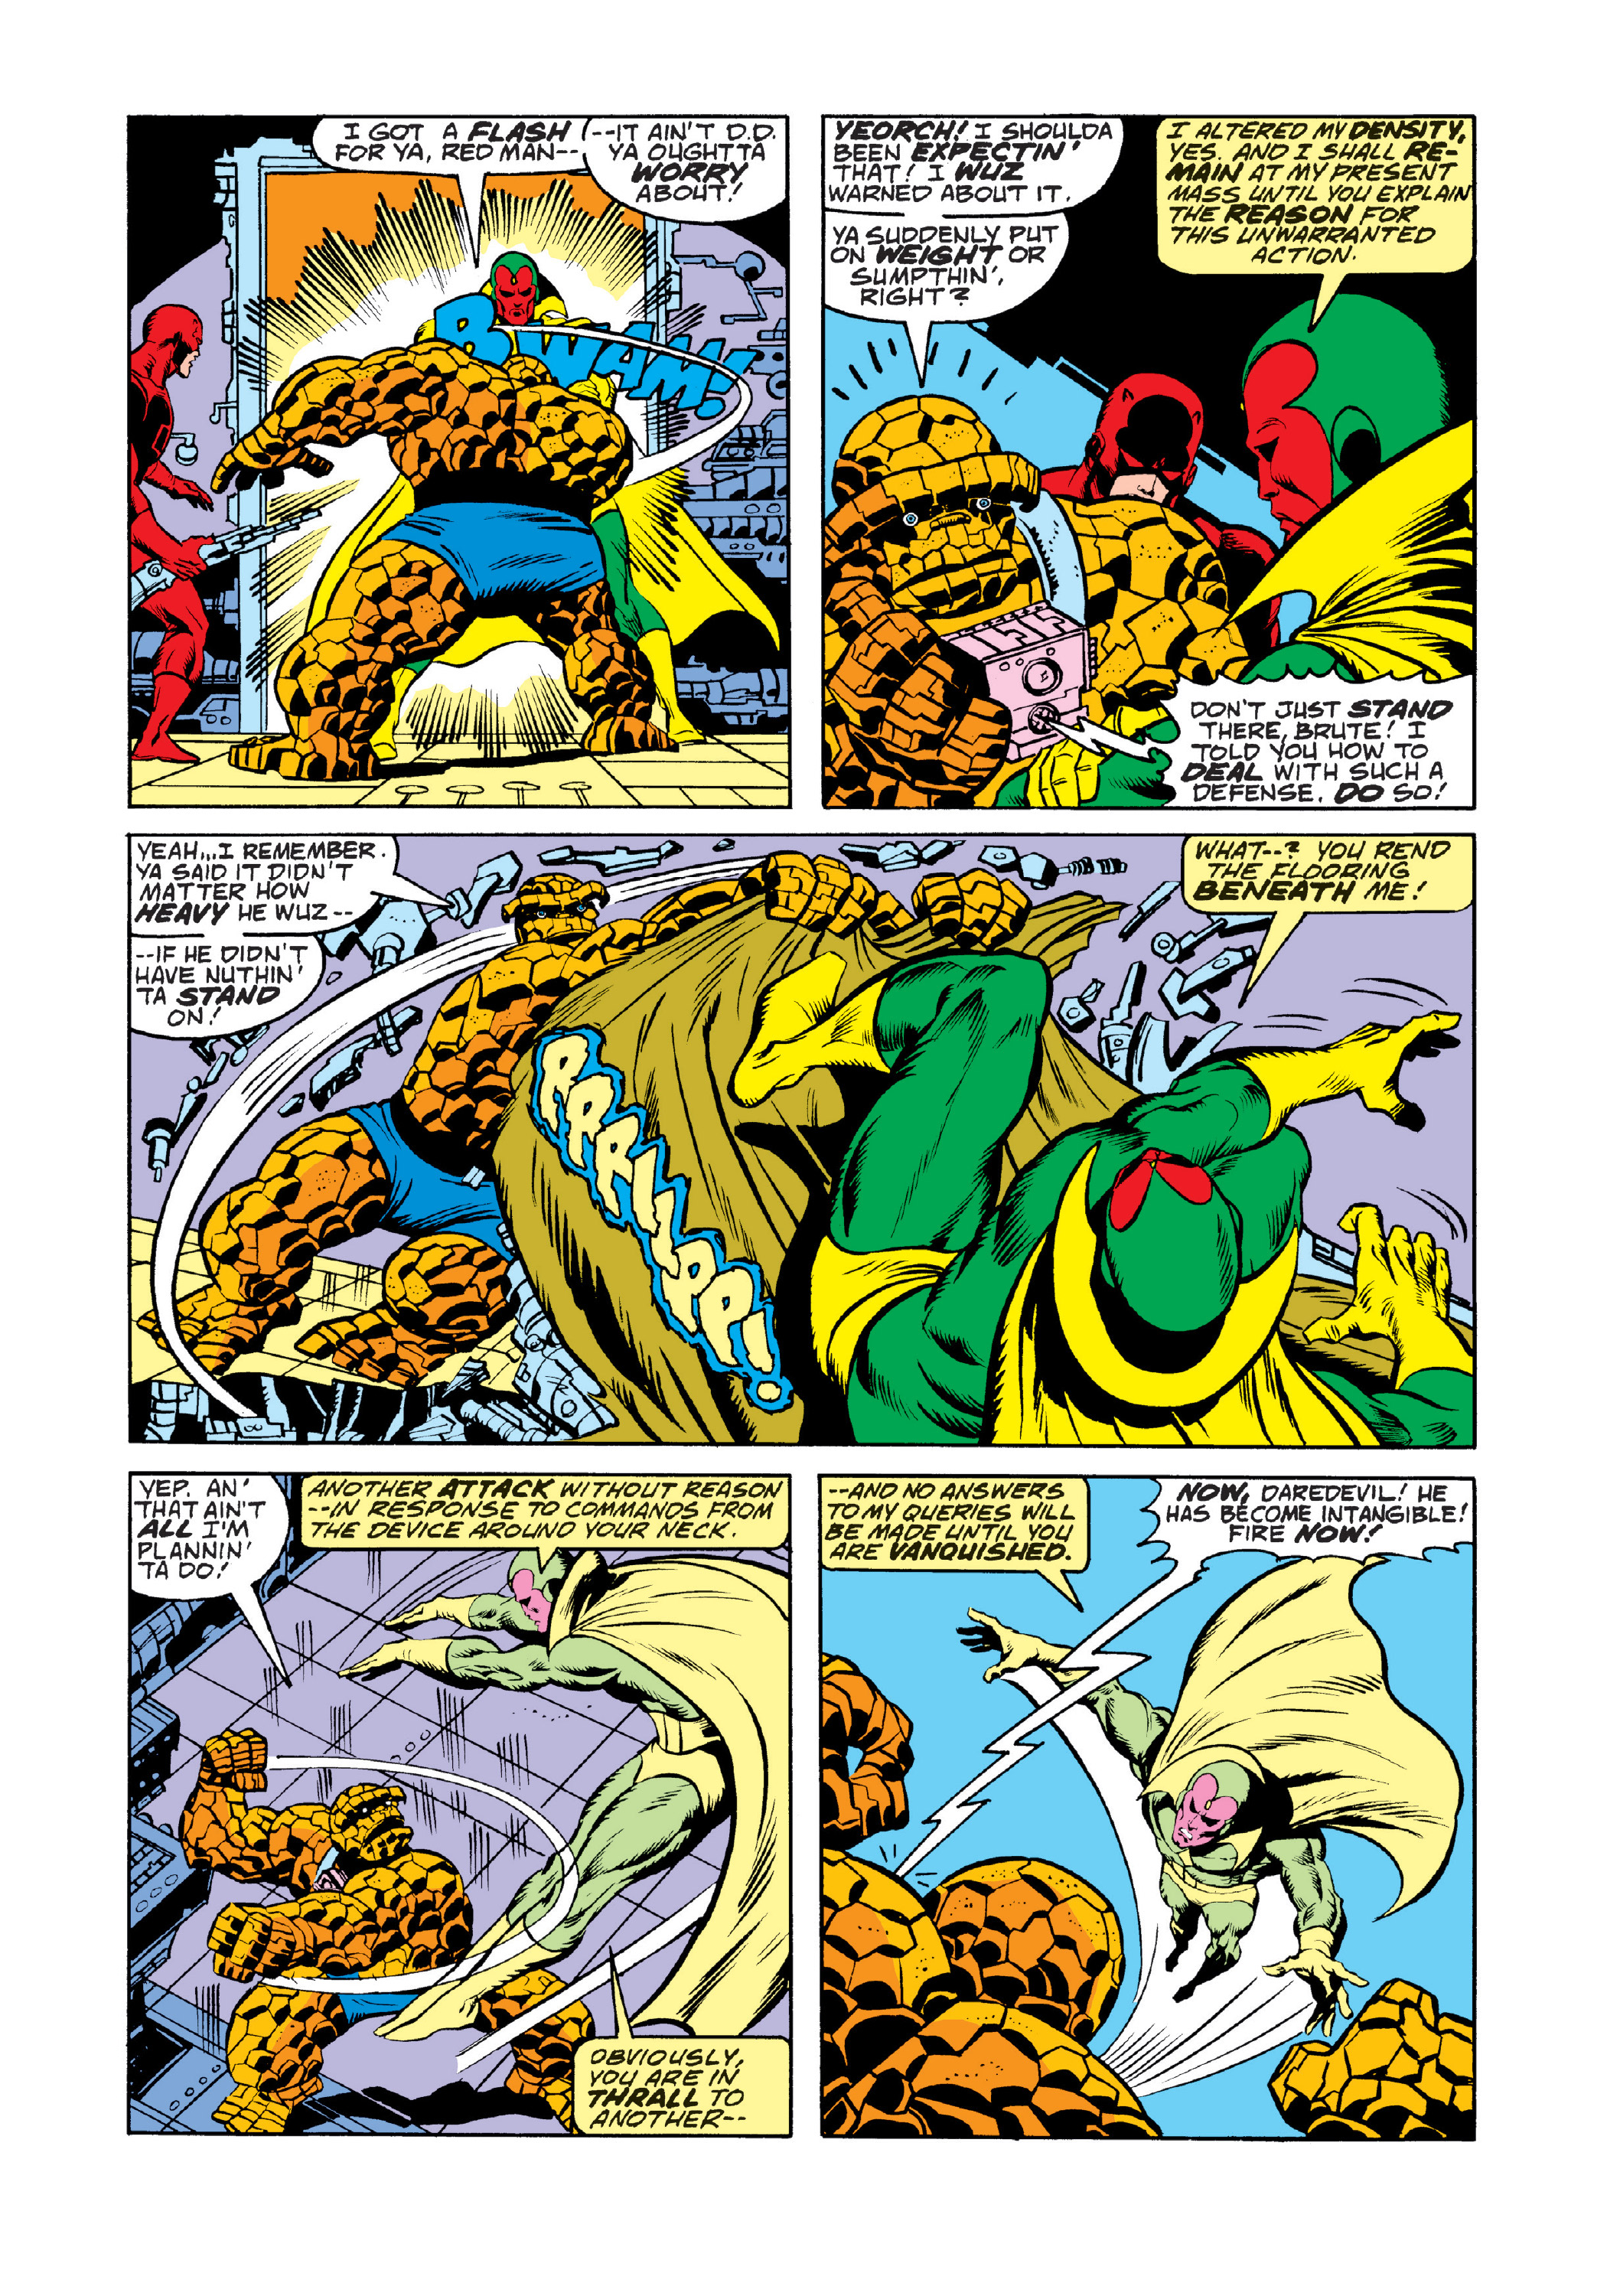 I GOT A FLASH
FOR YA, RED MAN--
--IT AIN'T D.D.
YA OUGHTTA
WORRY
ABOUT!
BWAM!
YEORCH! I SHOULDA
BEEN EXPECTIN'
THAT! I WUZ
WARNED ABOUT IT.
YA SUDDENLY PUT
ON WEIGHT OR
SUMPTHIN',
RIGHT?
I ALTERED MY DENSITY,
YES. AND I SHALL RE-
MAIN AT MY PRESENT
MASS UNTIL YOU EXPLAIN
THE REASON FOR
THIS UNWARRANTED
ACTION.
DON'T JUST STAND
THERE, BRUTE! I
TOLD YOU HOW TO
DEAL WITH SUCH A
DEFENSE. DO SO!
YEAH...I REMEMBER.
YA SAID IT DIDN'T
MATTER HOW
HEAVY HE WUZ--
--IF HE DIDN'T
HAVE NUTHIN'
TA STAND
ON!
WHAT--? YOU REND
THE FLOORING
BENEATH ME!
RRRRIIPP!
YEP. AN'
THAT AIN'T
ALL I'M
PLANNIN'
TA DO!
ANOTHER ATTACK WITHOUT REASON
--IN RESPONSE TO COMMANDS FROM
THE DEVICE AROUND YOUR NECK.
OBVIOUSLY,
YOU ARE IN
THRALL TO
ANOTHER--
--AND NO ANSWERS
TO MY QUERIES WILL
BE MADE UNTIL YOU
ARE VANQUISHED.
NOW, DAREDEVIL! HE
HAS BECOME INTANGIBLE!
FIRE NOW!